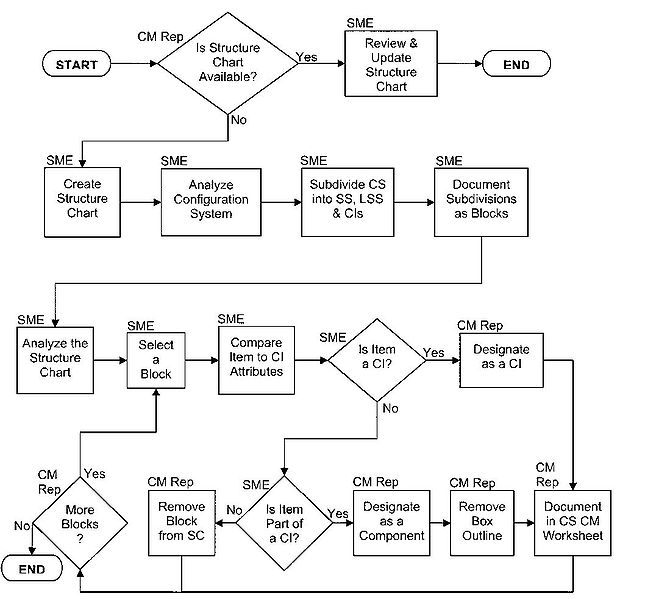 CM Rep
SME
START
Is Structure
Chart
Available?
Yes
Review &
Update
Structure
Chart
END
No
SME
SME
SME
SME
Create
Structure
Chart
Analyze
Configuration
System
Subdivide CS
into SS, LSS
& CIs
Document
Subdivisions
as Blocks
SME
SME
SME
SME
CM Rep
Analyze the
Structure
Chart
Select
a
Block
Compare
Item to CI
Attributes
Is Item
a CI?
Yes
Designate
as a CI
No
CM
Rep
Yes
More
Blocks
?
No
END
CM Rep
Remove
Block
from SC
No
SME
Is Item
Part of
a CI?
Yes
CM Rep
Designate
as a
Component
CM Rep
Remove
Box
Outline
CM
Rep
Document
in CS CM
Worksheet